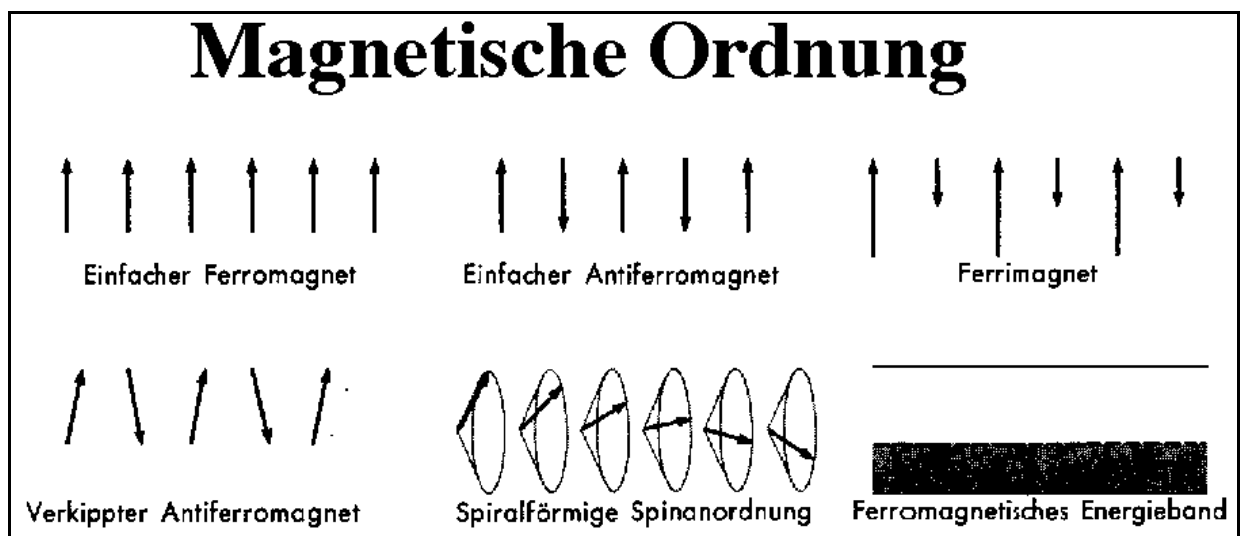 Magnetische Ordnung
Einfacher Ferromagnet
Einfacher Antiferromagnet
Ferrimagnet
Verkippter Antiferromagnet
Spiralförmige Spinanordnung
Ferromagnetisches Energieband